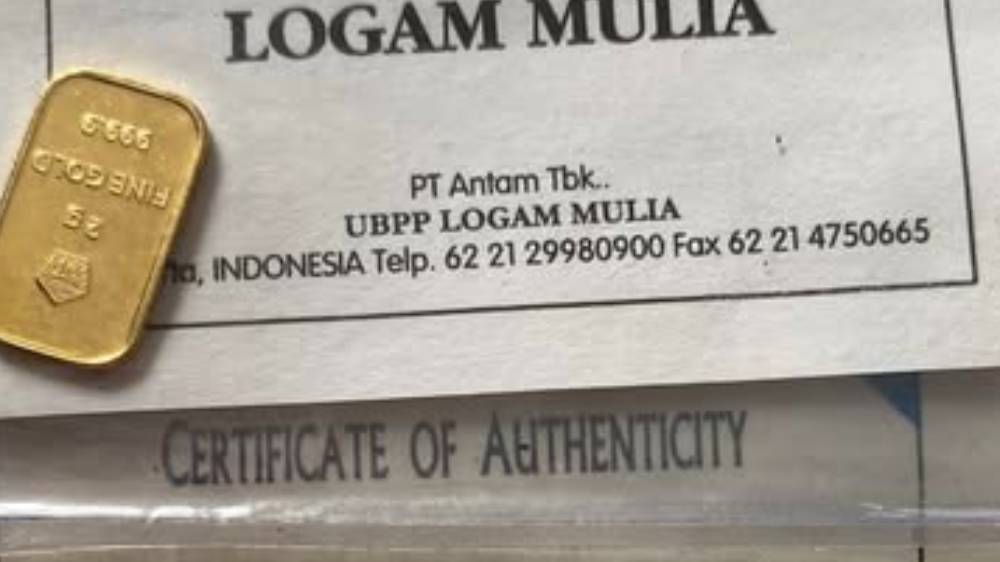 LOGAM MULIA
PT Antam Tbk..
UBPP LOGAM MULIA
INDONESIA Telp. 62 21 29980900 Fax 62 21 4750665
CERTIFICATE OF AUTHENTICITY
2g
FINE GOLD
999.9